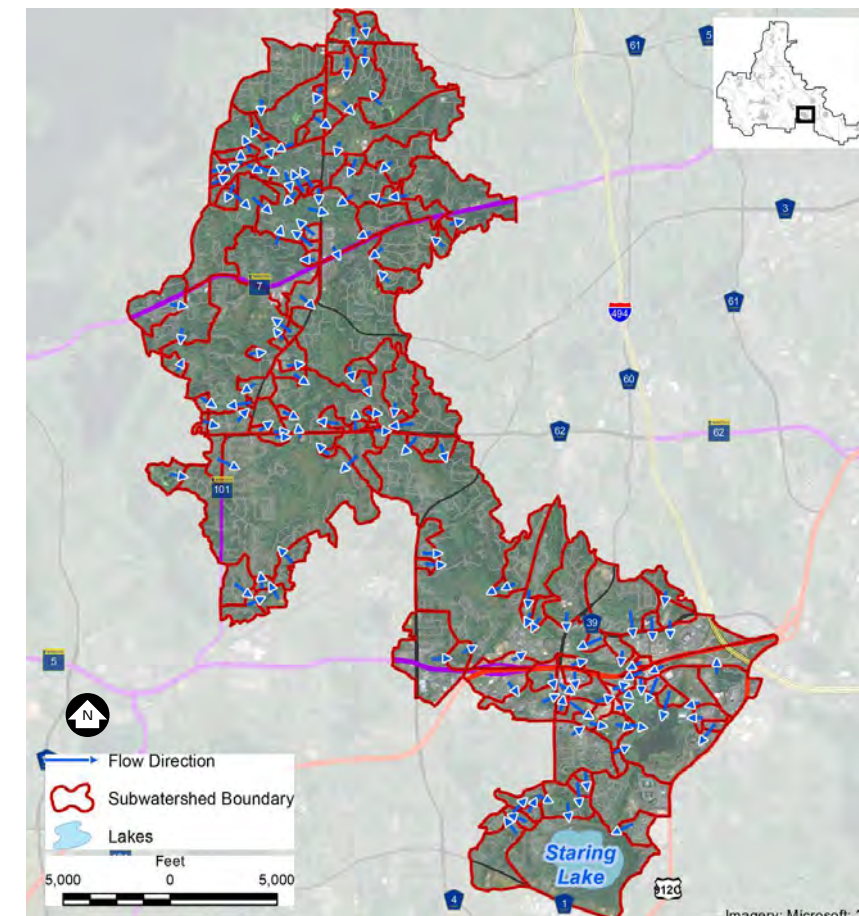 61
5
3
7
61
494
60
62
62
101
39
5
N
Flow Direction
Subwatershed Boundary
Lakes
Feet
5,000
0
5,000
Staring
Lake
212
4
1
Imagery: Microsoft;